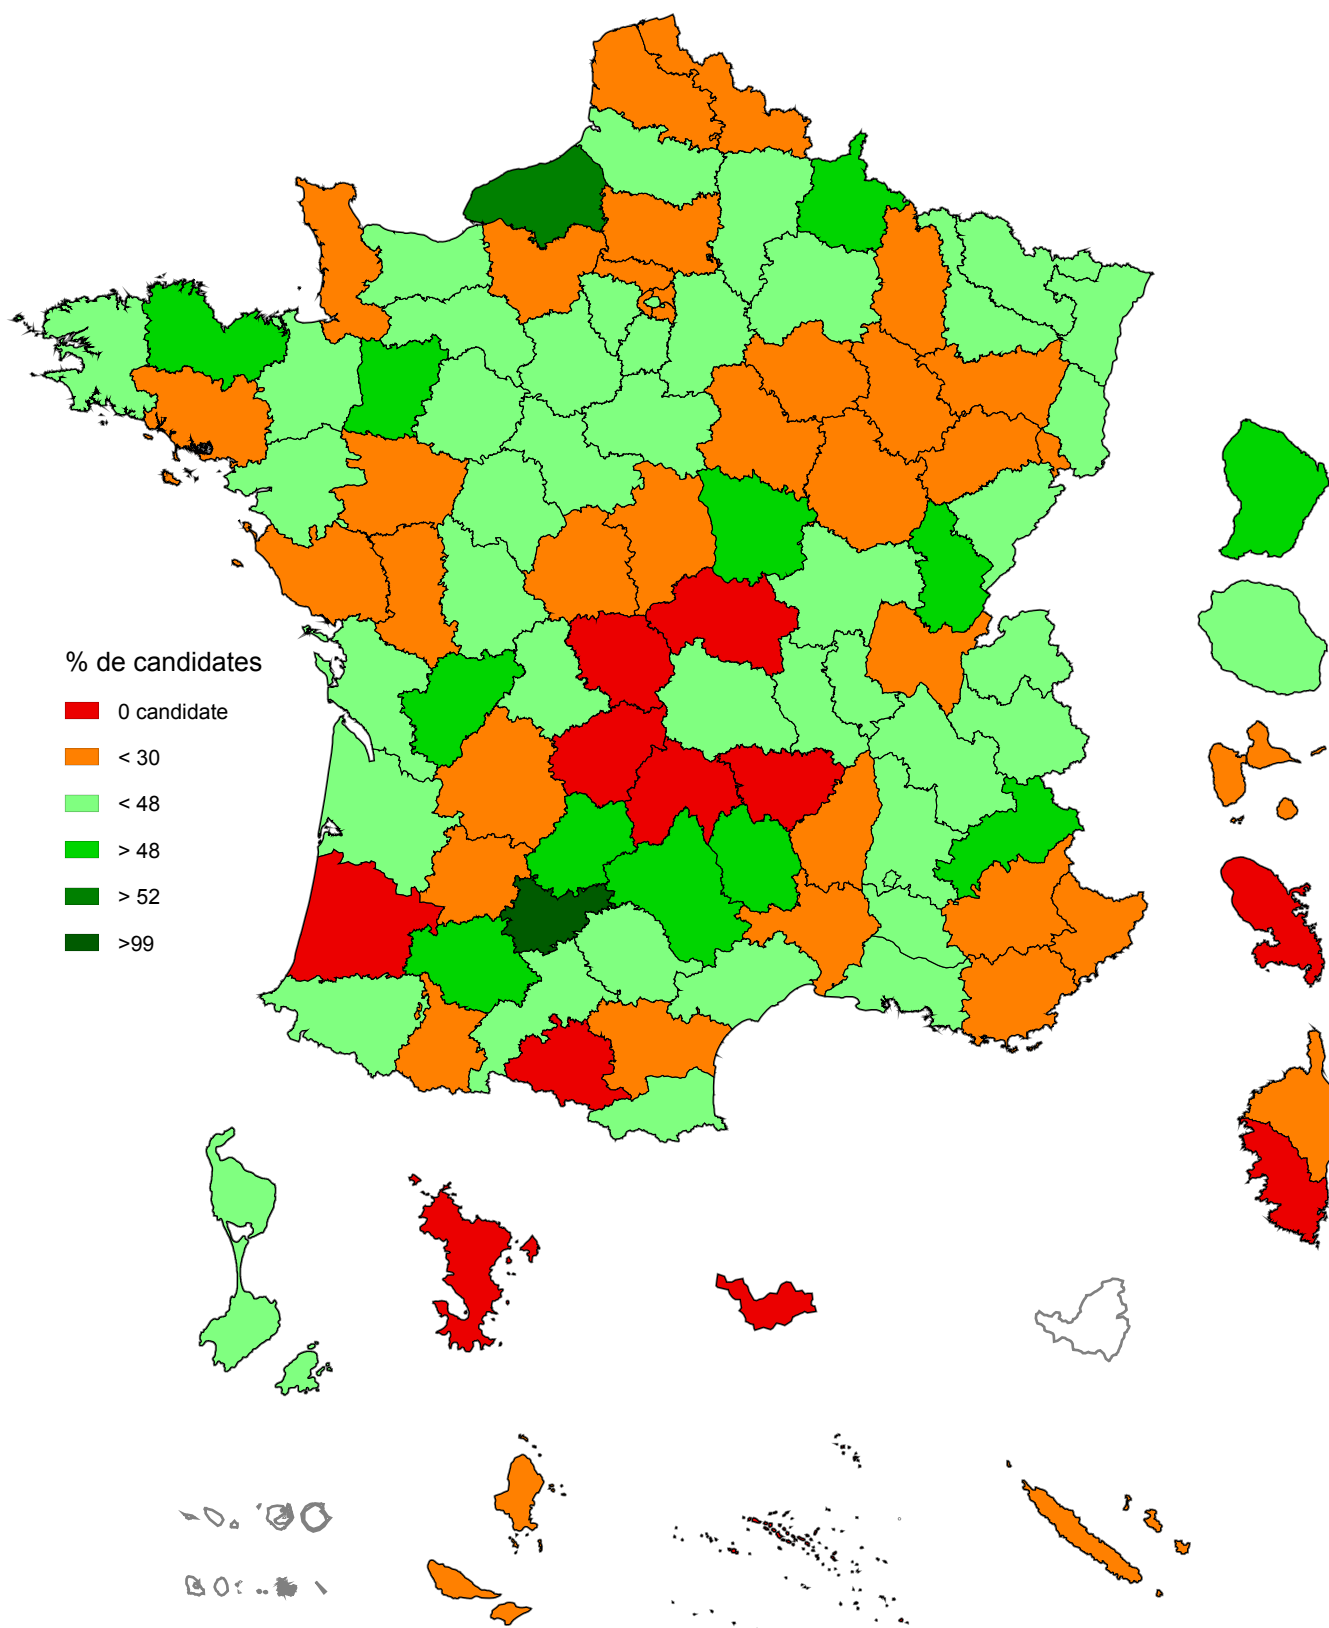 % de candidates
0 candidate
< 30
< 48
> 48
> 52
>99